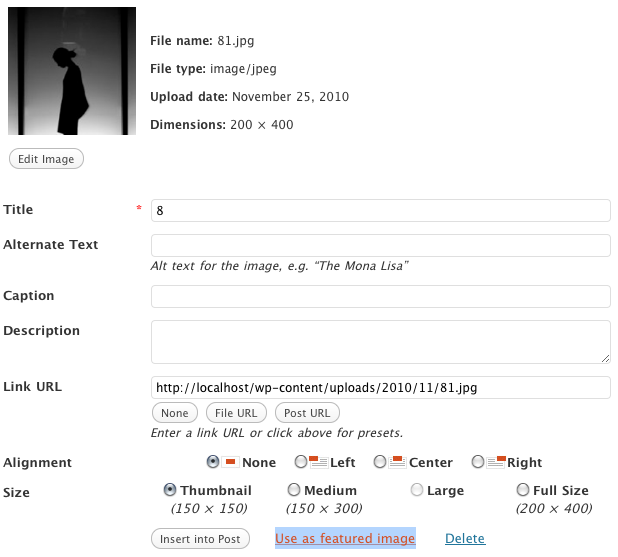 File name: 81.jpg
File type: image/jpeg
Upload date: November 25, 2010
Dimensions: 200 × 400
Edit Image
Title * 8
Alternate Text
Alt text for the image, e.g. “The Mona Lisa”
Caption
Description
Link URL http://localhost/wp-content/uploads/2010/11/81.jpg
None File URL Post URL
Enter a link URL or click above for presets.
Alignment None Left Center Right
Size Thumbnail Medium Large Full Size
(150 × 150) (150 × 300) (200 × 400)
Insert into Post Use as featured image Delete